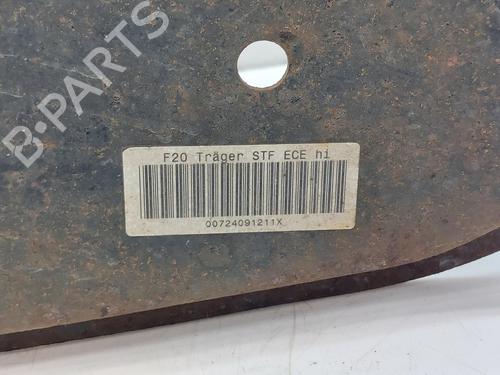 B-PARTS
F20 Träger STF ECE hi
00724091211X